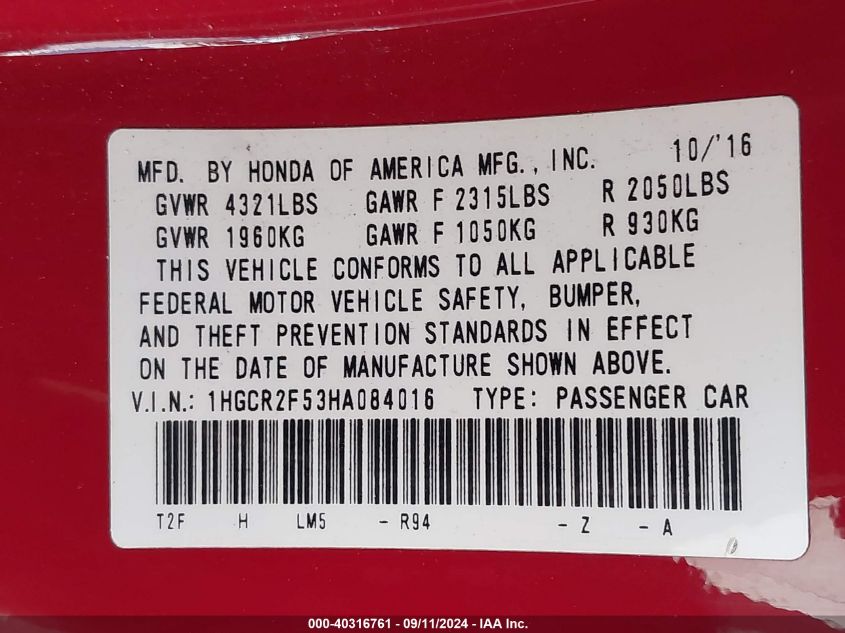 MFD. BY HONDA OF AMERICA MFG., INC. 10/'16
GVWR 4321LBS GAWR F 2315LBS R 2050LBS
GVWR 1960KG GAWR F 1050KG R 930KG
THIS VEHICLE CONFORMS TO ALL APPLICABLE
FEDERAL MOTOR VEHICLE SAFETY, BUMPER,
AND THEFT PREVENTION STANDARDS IN EFFECT
ON THE DATE OF MANUFACTURE SHOWN ABOVE.
V.I.N.: 1HGCR2F53HA084016 TYPE: PASSENGER CAR
T2F H LM5 - R94 - Z - A
000-40316761 - 09/11/2024 - IAA Inc.